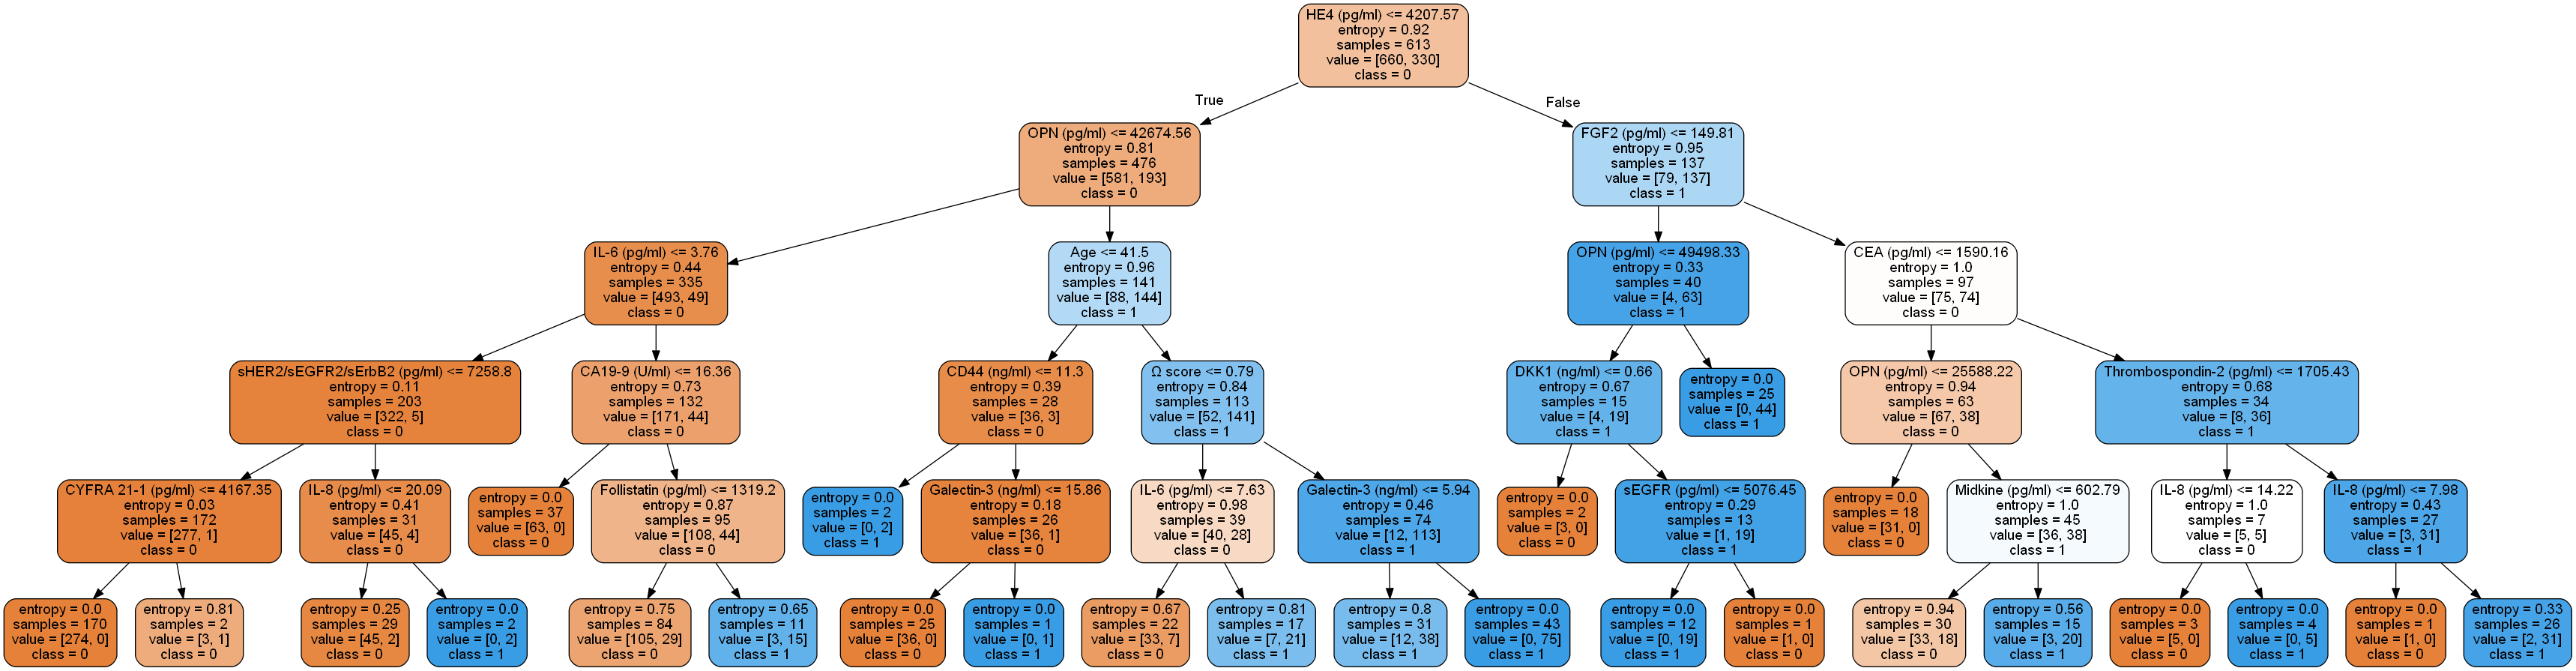 HE4 (pg/ml) <= 4207.57
entropy = 0.92
samples = 613
value = [660, 330]
class = 0
True
False
OPN (pg/ml) <= 42674.56
entropy = 0.81
samples = 476
value = [581, 193]
class = 0
FGF2 (pg/ml) <= 149.81
entropy = 0.95
samples = 137
value = [79, 137]
class = 1
IL-6 (pg/ml) <= 3.76
entropy = 0.44
samples = 335
value = [493, 49]
class = 0
Age <= 41.5
entropy = 0.96
samples = 141
value = [88, 144]
class = 1
OPN (pg/ml) <= 49498.33
entropy = 0.33
samples = 40
value = [4, 63]
class = 1
CEA (pg/ml) <= 1590.16
entropy = 1.0
samples = 97
value = [75, 74]
class = 0
sHER2/sEGFR2/sErbB2 (pg/ml) <= 7258.8
entropy = 0.11
samples = 203
value = [322, 5]
class = 0
CA19-9 (U/ml) <= 16.36
entropy = 0.73
samples = 132
value = [171, 44]
class = 0
CD44 (ng/ml) <= 11.3
entropy = 0.39
samples = 28
value = [36, 3]
class = 0
Ω score <= 0.79
entropy = 0.84
samples = 113
value = [52, 141]
class = 1
DKK1 (ng/ml) <= 0.66
entropy = 0.67
samples = 15
value = [4, 19]
class = 1
entropy = 0.0
samples = 25
value = [0, 44]
class = 1
OPN (pg/ml) <= 25588.22
entropy = 0.94
samples = 63
value = [67, 38]
class = 0
Thrombospondin-2 (pg/ml) <= 1705.43
entropy = 0.68
samples = 34
value = [8, 36]
class = 1
CYFRA 21-1 (pg/ml) <= 4167.35
entropy = 0.03
samples = 172
value = [277, 1]
class = 0
IL-8 (pg/ml) <= 20.09
entropy = 0.41
samples = 31
value = [45, 4]
class = 0
entropy = 0.0
samples = 37
value = [63, 0]
class = 0
Follistatin (pg/ml) <= 1319.2
entropy = 0.87
samples = 95
value = [108, 44]
class = 0
entropy = 0.0
samples = 2
value = [0, 2]
class = 1
Galectin-3 (ng/ml) <= 15.86
entropy = 0.18
samples = 26
value = [36, 1]
class = 0
IL-6 (pg/ml) <= 7.63
entropy = 0.98
samples = 39
value = [40, 28]
class = 0
Galectin-3 (ng/ml) <= 5.94
entropy = 0.46
samples = 74
value = [12, 113]
class = 1
entropy = 0.0
samples = 2
value = [3, 0]
class = 0
sEGFR (pg/ml) <= 5076.45
entropy = 0.29
samples = 13
value = [1, 19]
class = 1
entropy = 0.0
samples = 18
value = [31, 0]
class = 0
Midkine (pg/ml) <= 602.79
entropy = 1.0
samples = 45
value = [36, 38]
class = 1
IL-8 (pg/ml) <= 14.22
entropy = 1.0
samples = 7
value = [5, 5]
class = 0
IL-8 (pg/ml) <= 7.98
entropy = 0.43
samples = 27
value = [3, 31]
class = 1
entropy = 0.0
samples = 170
value = [274, 0]
class = 0
entropy = 0.81
samples = 2
value = [3, 1]
class = 0
entropy = 0.25
samples = 29
value = [45, 2]
class = 0
entropy = 0.0
samples = 2
value = [0, 2]
class = 1
entropy = 0.75
samples = 84
value = [105, 29]
class = 0
entropy = 0.65
samples = 11
value = [3, 15]
class = 1
entropy = 0.0
samples = 25
value = [36, 0]
class = 0
entropy = 0.0
samples = 1
value = [0, 1]
class = 1
entropy = 0.67
samples = 22
value = [33, 7]
class = 0
entropy = 0.81
samples = 17
value = [7, 21]
class = 1
entropy = 0.8
samples = 31
value = [12, 38]
class = 1
entropy = 0.0
samples = 43
value = [0, 75]
class = 1
entropy = 0.0
samples = 12
value = [0, 19]
class = 1
entropy = 0.0
samples = 1
value = [1, 0]
class = 0
entropy = 0.94
samples = 30
value = [33, 18]
class = 0
entropy = 0.56
samples = 15
value = [3, 20]
class = 1
entropy = 0.0
samples = 3
value = [5, 0]
class = 0
entropy = 0.0
samples = 4
value = [0, 5]
class = 1
entropy = 0.0
samples = 1
value = [1, 0]
class = 0
entropy = 0.33
samples = 26
value = [2, 31]
class = 1